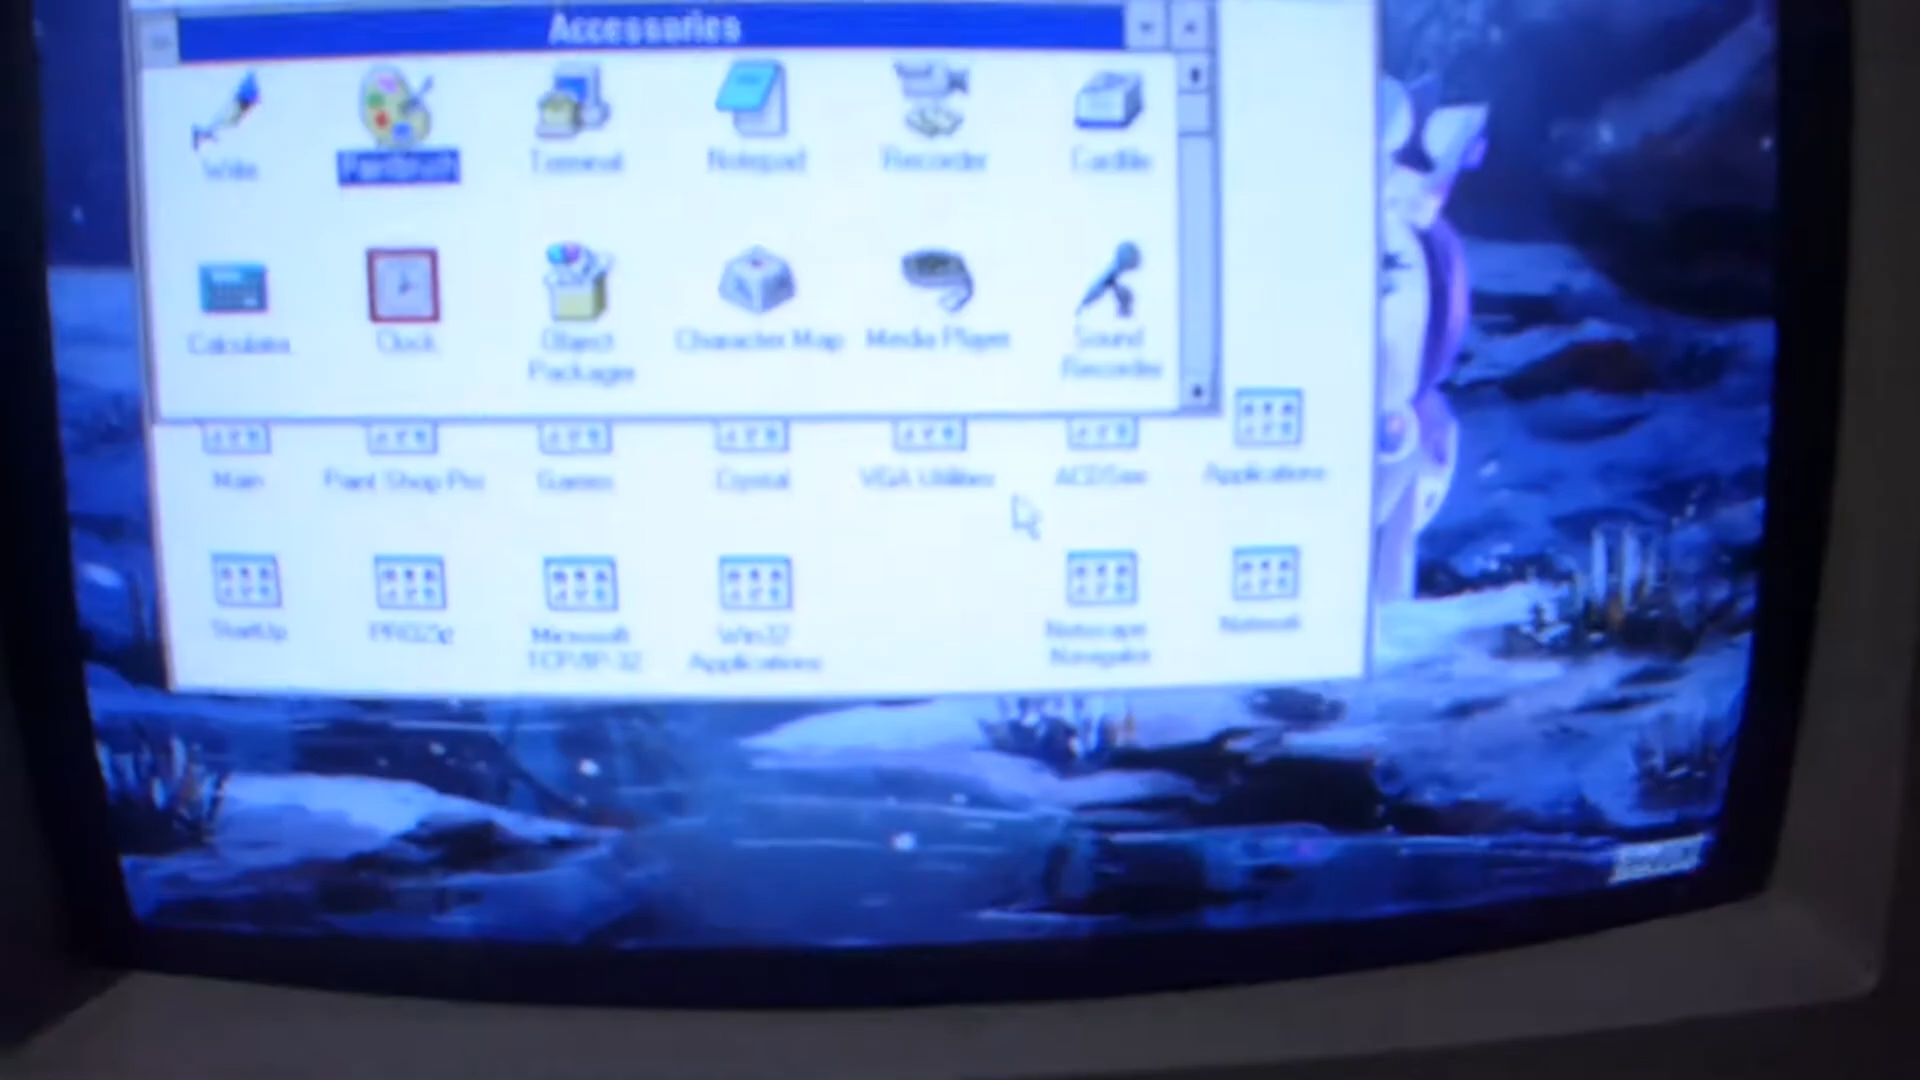 Accessories
Write
Paintbrush
Terminal
Notepad
Recorder
Cardfile
Calculator
Clock
Object
Packager
Character Map
Media Player
Sound
Recorder
Main
Paint Shop Pro
Games
Crystal
VGA Utilities
ACDSee
Applications
StartUp
Microsoft
TCP/IP-32
Win32
Applications
Netscape
Navigator